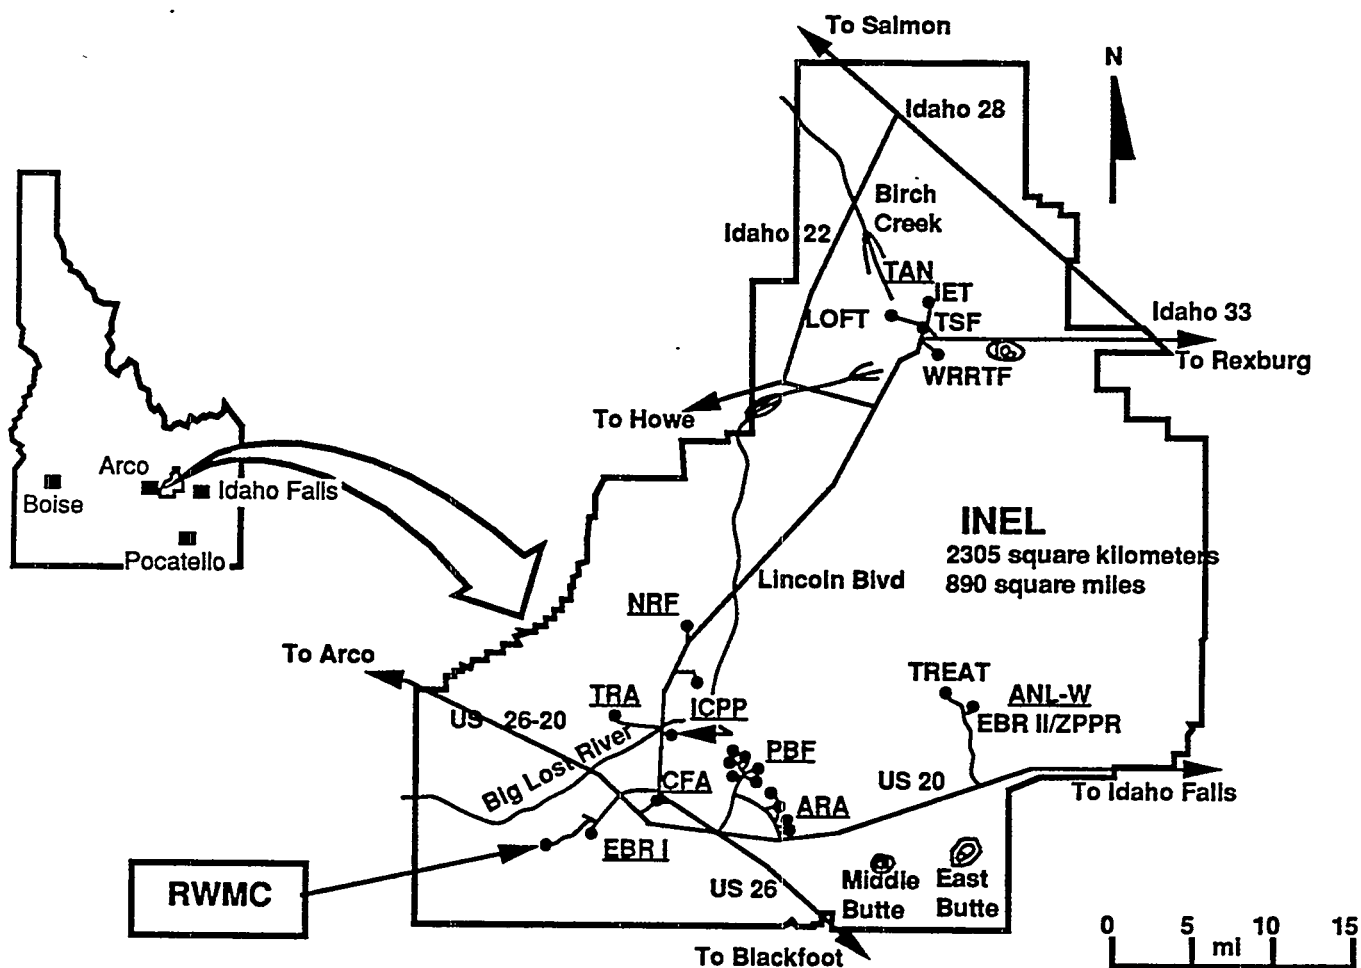 To Salmon
N
Idaho 28
Birch
Creek
Idaho 22
TAN
IET
LOFT
TSF
Idaho 33
WRRTF
To Rexburg
To Howe
Arco
Boise
Idaho Falls
Pocatello
INEL
2305 square kilometers
890 square miles
Lincoln Blvd
NRF
To Arco
TREAT
ANL-W
EBR II/ZPPR
TRA
ICPP
US 26-20
Big Lost River
PBF
CFA
US 20
To Idaho Falls
ARA
EBR I
RWMC
US 26
Middle
Butte
East
Butte
To Blackfoot
0 5 10 15
mi